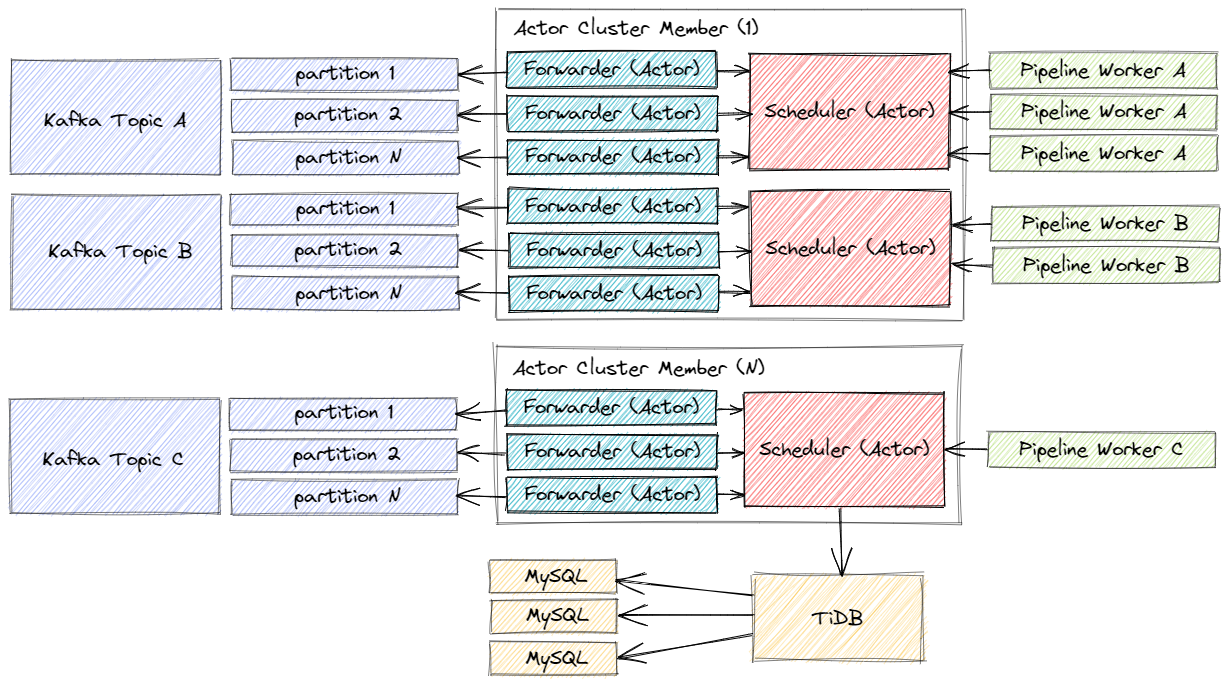 Actor Cluster Member (1)
Kafka Topic A
partition 1
partition 2
partition N
Forwarder (Actor)
Forwarder (Actor)
Forwarder (Actor)
Scheduler (Actor)
Pipeline Worker A
Pipeline Worker A
Pipeline Worker A
Kafka Topic B
partition 1
partition 2
partition N
Forwarder (Actor)
Forwarder (Actor)
Forwarder (Actor)
Scheduler (Actor)
Pipeline Worker B
Pipeline Worker B
Actor Cluster Member (N)
Kafka Topic C
partition 1
partition 2
partition N
Forwarder (Actor)
Forwarder (Actor)
Forwarder (Actor)
Scheduler (Actor)
Pipeline Worker C
MySQL
MySQL
MySQL
TiDB